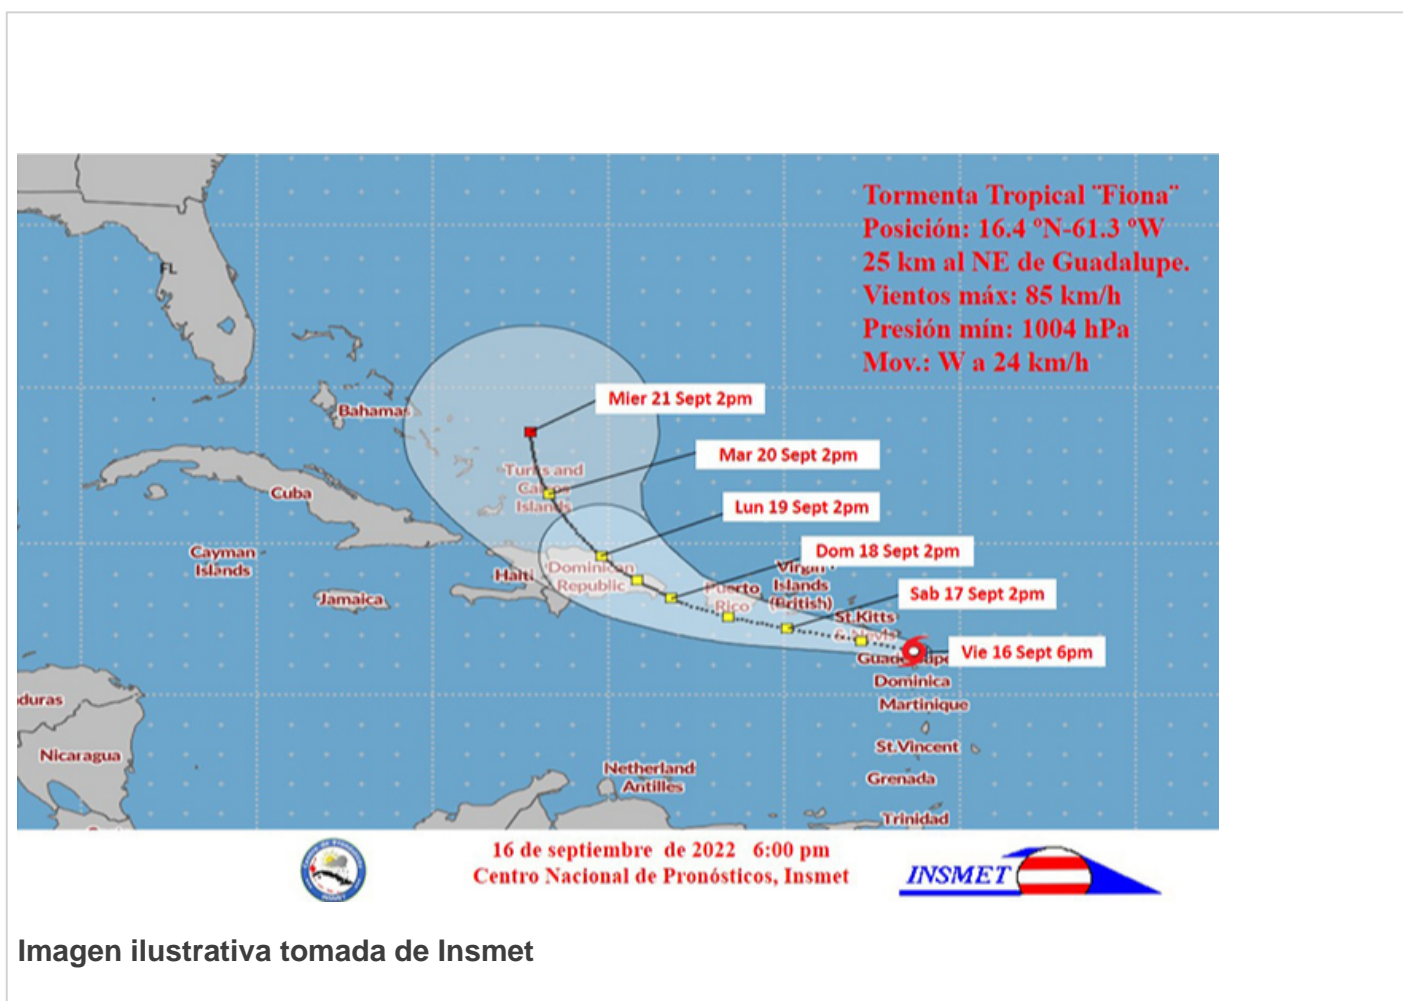 Tormenta Tropical ¨Fiona¨
Posición: 16.4 ºN-61.3 ºW
25 km al NE de Guadalupe.
Vientos máx: 85 km/h
Presión mín: 1004 hPa
Mov.: W a 24 km/h
FL
Bahamas
Mier 21 Sept 2pm
Mar 20 Sept 2pm
Turks and
Caicos
Islands
Cuba
Lun 19 Sept 2pm
Dom 18 Sept 2pm
Cayman
Islands
Haiti
Dominican
Republic
Puerto
Rico
Virgin
Islands
(British)
Sab 17 Sept 2pm
Jamaica
St.Kitts
& Nevis
Guadeloupe
Vie 16 Sept 6pm
Dominica
Martinique
duras
Nicaragua
St.Vincent
Netherland
Antilles
Grenada
Trinidad
16 de septiembre de 2022 6:00 pm
Centro Nacional de Pronósticos, Insmet
INSMET
Imagen ilustrativa tomada de Insmet